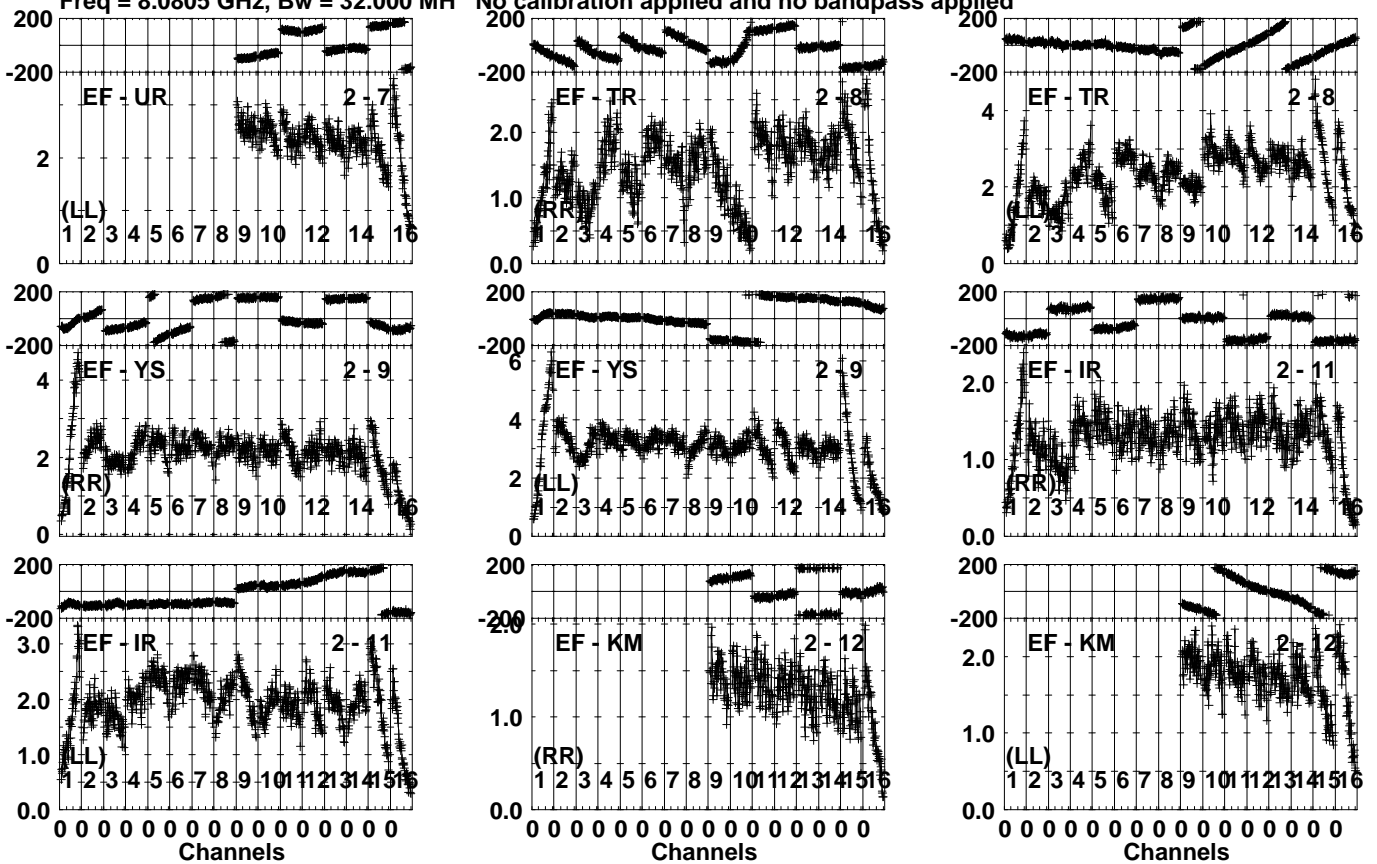 Freq = 8.0805 GHz, Bw = 32.000 MH No calibration applied and no bandpass applied
200
-200
EF - UR 2 - 7
2
(LL)
1 2 3 4 5 6 7 8 9 10 12 14 16
0
200
-200
EF - TR 2 - 8
2.0
1.0
(RR)
1 2 3 4 5 6 7 8 9 10 12 14 16
0.0
200
-200
EF - TR 2 - 8
4
2
(LL)
1 2 3 4 5 6 7 8 9 10 12 14 16
0
200
-200
EF - YS 2 - 9
4
2
(RR)
1 2 3 4 5 6 7 8 9 10 12 14 16
0
200
-200
6
EF - YS 2 - 9
4
2
(LL)
1 2 3 4 5 6 7 8 9 10 12 14 16
0
200
-200
EF - IR 2 - 11
2.0
1.0
(RR)
1 2 3 4 5 6 7 8 9 10 12 14 16
0.0
200
-200
3.0
EF - IR 2 - 11
2.0
1.0
(LL)
1 2 3 4 5 6 7 8 9 10 11 12 13 14 15 16
0.0
0 0 0 0 0 0 0 0 0 0 0 0 0 0 0 0
Channels
200
-200
2.0
EF - KM 2 - 12
1.0
(RR)
1 2 3 4 5 6 7 8 9 10 11 12 13 14 15 16
0.0
0 0 0 0 0 0 0 0 0 0 0 0 0 0 0 0
Channels
200
-200
EF - KM 2 - 12
2.0
1.0
(LL)
1 2 3 4 5 6 7 8 9 10 11 12 13 14 15 16
0.0
0 0 0 0 0 0 0 0 0 0 0 0 0 0 0 0
Channels